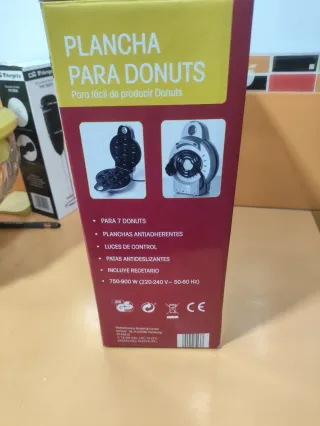 PLANCHA
PARA DONUTS
Para fácil de producir Donuts
• PARA 7 DONUTS
• PLANCHAS ANTIADHERENTES
• LUCES DE CONTROL
• PATAS ANTIDESLIZANTES
• INCLUYE RECETARIO
• 750-900 W (220-240 V~ 50-60 Hz)
CE